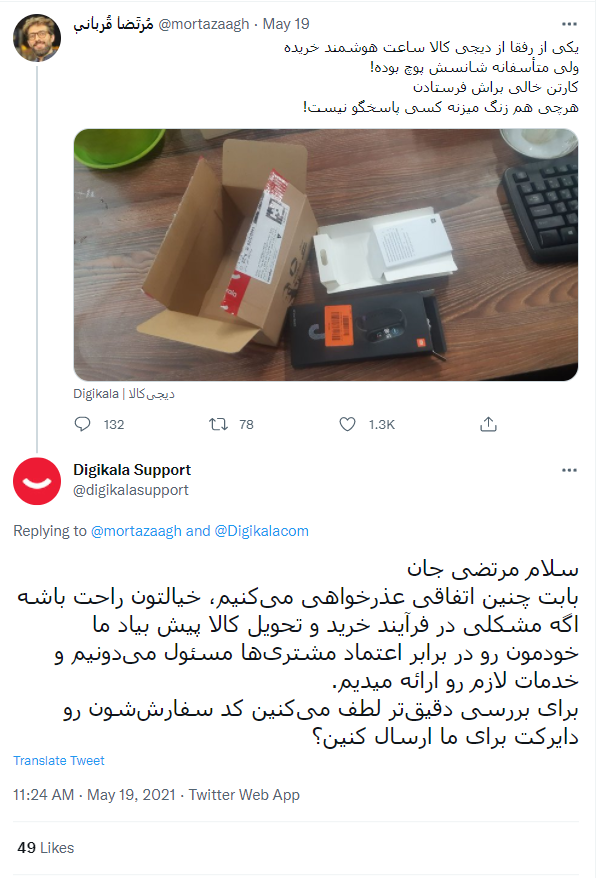 مُرتَضا قُرباني @mortazaagh · May 19
یکی از رفقا از دیجی کالا ساعت هوشمند خریده
ولی متأسفانه شانسش پوچ بوده!
کارتن خالی براش فرستادن
هرچی هم زنگ میزنه کسی پاسخگو نیست!
Digikala | دیجی‌کالا
132 78 1.3K
Digikala Support
@digikalasupport
Replying to @mortazaagh and @Digikalacom
سلام مرتضی جان
بابت چنین اتفاقی عذرخواهی می‌کنیم، خیالتون راحت باشه
اگه مشکلی در فرآیند خرید و تحویل کالا پیش بیاد ما
خودمون رو در برابر اعتماد مشتری‌ها مسئول می‌دونیم و
خدمات لازم رو ارائه میدیم.
برای بررسی دقیق‌تر لطف می‌کنین کد سفارش‌شون رو
دایرکت برای ما ارسال کنین؟
Translate Tweet
11:24 AM · May 19, 2021 · Twitter Web App
49 Likes